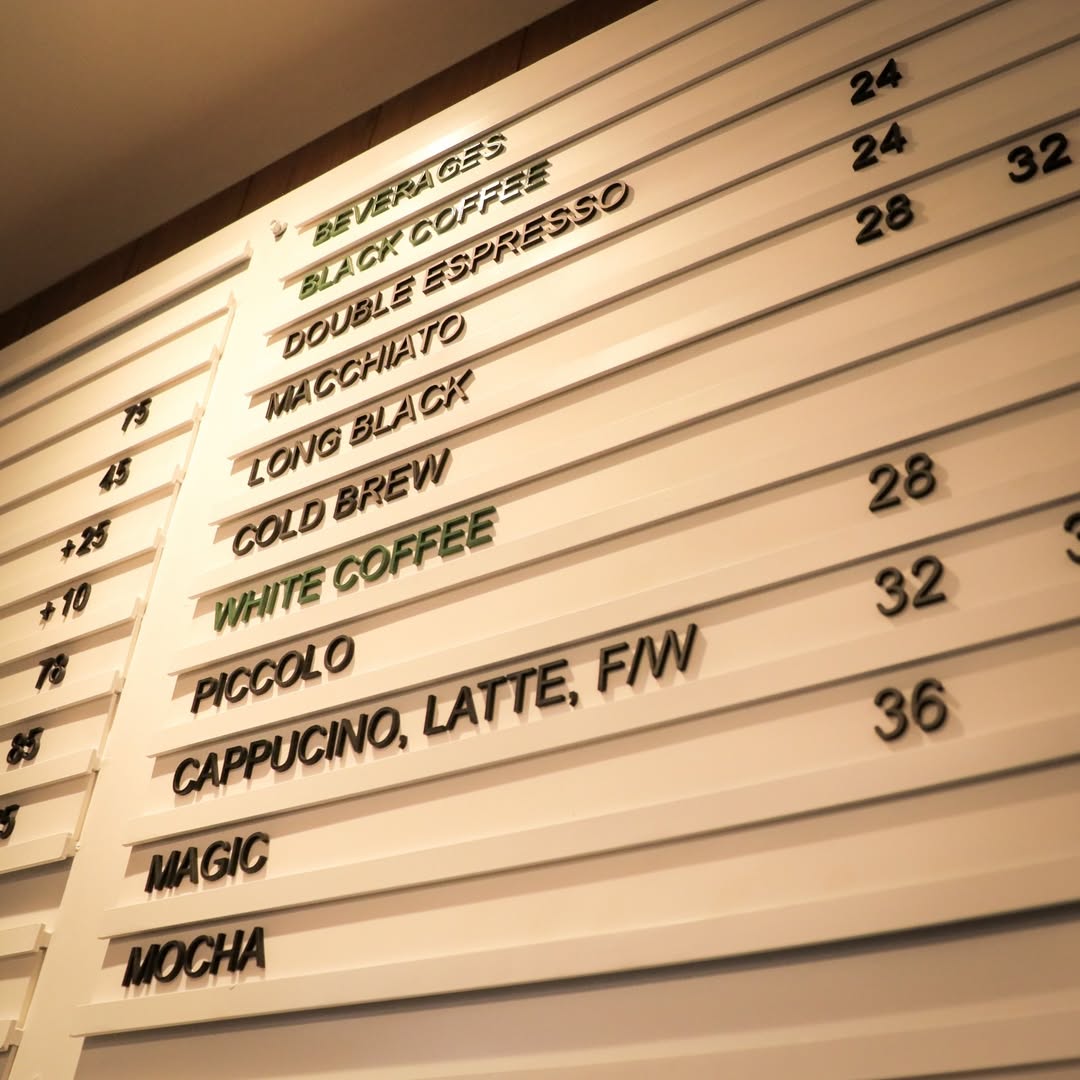 75
45
+25
+10
78
85
BEVERAGES
BLACK COFFEE
DOUBLE ESPRESSO 24
MACCHIATO 24
LONG BLACK 28 32
COLD BREW
WHITE COFFEE
PICCOLO 28
CAPPUCINO, LATTE, F/W 32
MAGIC 36
MOCHA